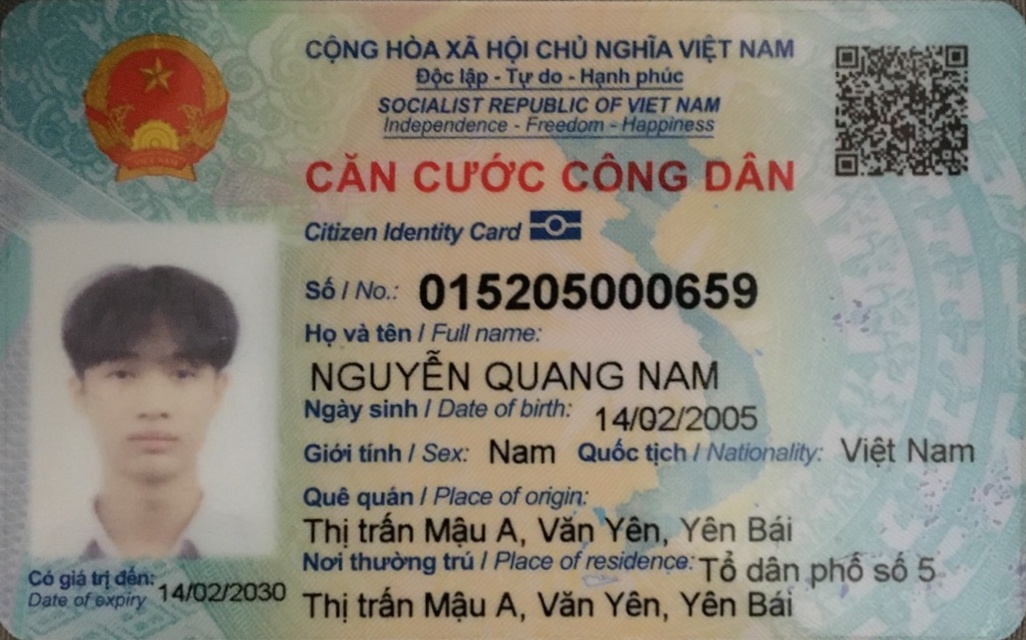 CỘNG HÒA XÃ HỘI CHỦ NGHĨA VIỆT NAM
Độc lập - Tự do - Hạnh phúc
SOCIALIST REPUBLIC OF VIET NAM
Independence - Freedom - Happiness
CĂN CƯỚC CÔNG DÂN
Citizen Identity Card
Số / No.: 015205000659
Họ và tên / Full name:
NGUYỄN QUANG NAM
Ngày sinh / Date of birth: 14/02/2005
Giới tính / Sex: Nam Quốc tịch / Nationality: Việt Nam
Quê quán / Place of origin:
Thị trấn Mậu A, Văn Yên, Yên Bái
Nơi thường trú / Place of residence: Tổ dân phố số 5
Thị trấn Mậu A, Văn Yên, Yên Bái
Có giá trị đến: 14/02/2030
Date of expiry